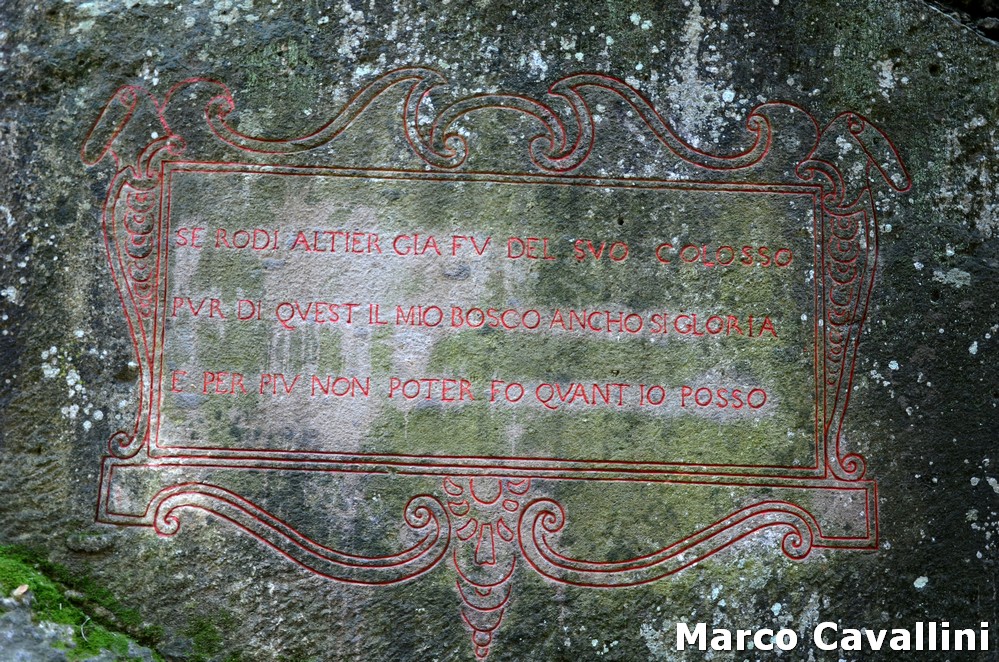 SE RODI ALTIER GIA FV DEL SVO COLOSSO
PVR DI QVEST IL MIO BOSCO ANCHO SI GLORIA
E PER PIV NON POTER FO QVANT IO POSSO
Marco Cavallini